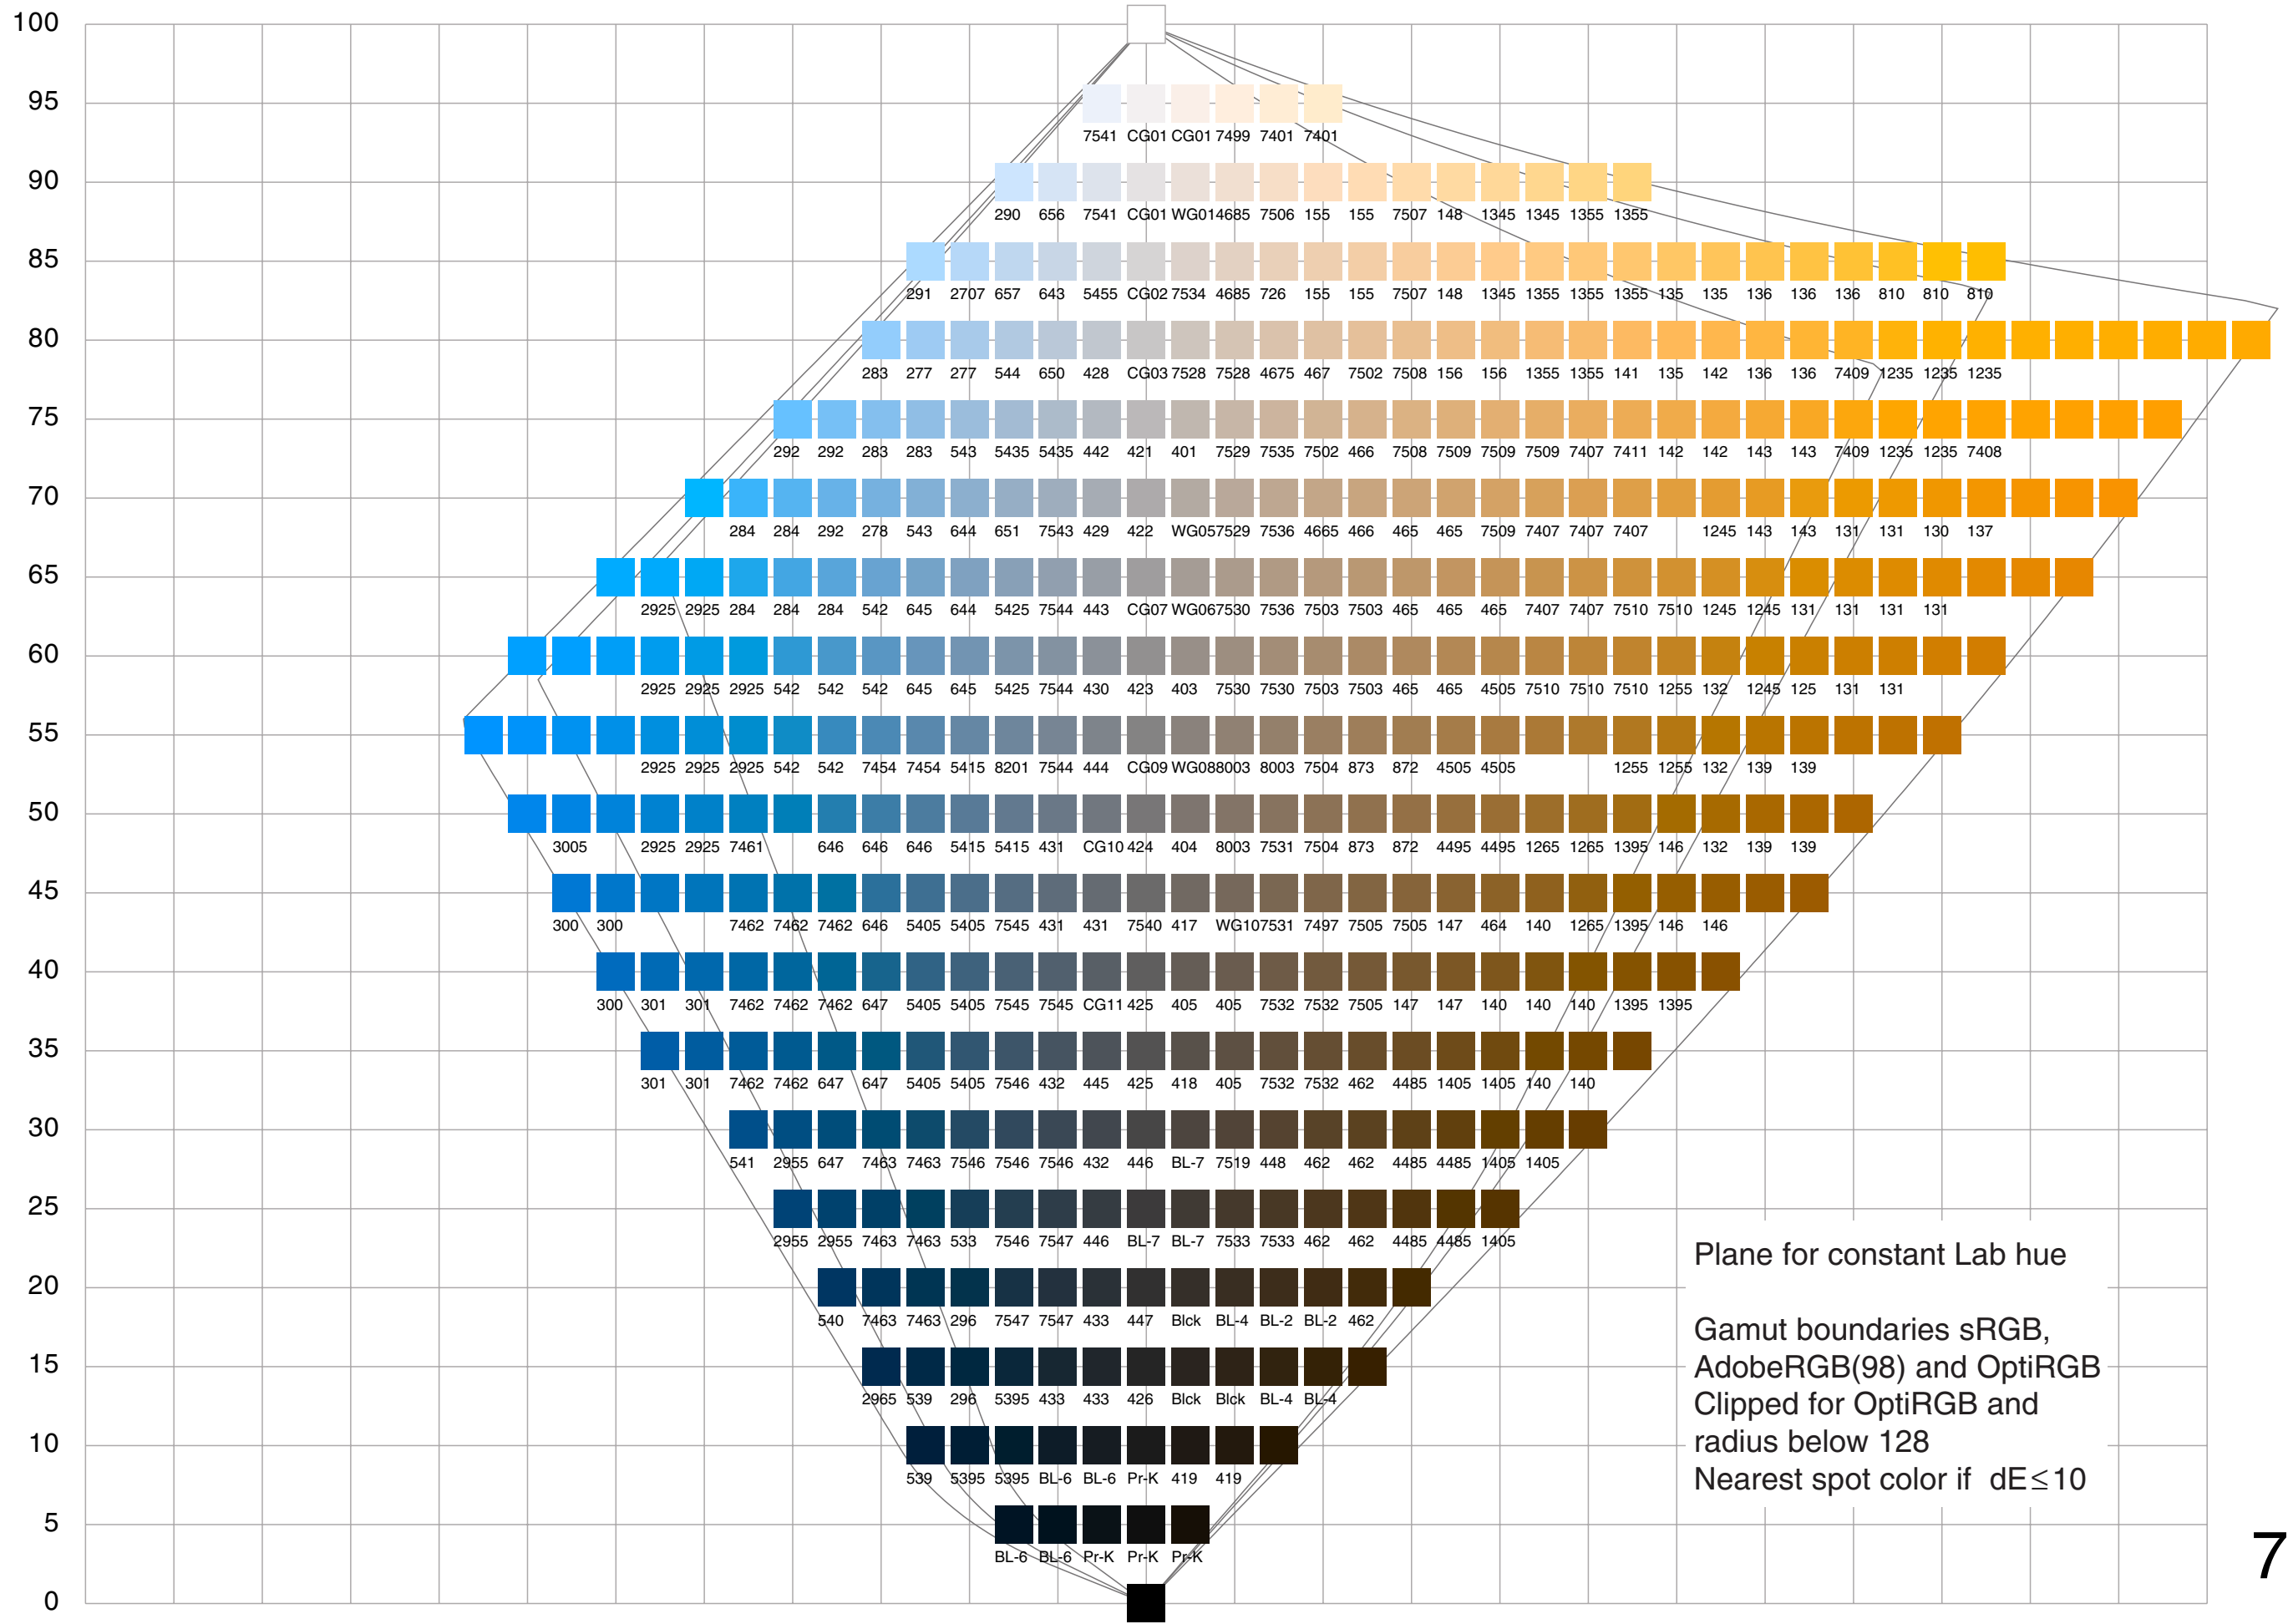 100
95
7541 CG01 CG01 7499 7401 7401
90
290 656 7541 CG01 WG01 4685 7506 155 155 7507 148 1345 1345 1355 1355
85
291 2707 657 643 5455 CG02 7534 4685 726 155 155 7507 148 1345 1355 1355 1355 135 135 136 136 136 810 810 810
80
283 277 277 544 650 428 CG03 7528 7528 4675 467 7502 7508 156 156 1355 1355 141 135 142 136 136 7409 1235 1235 1235
75
292 292 283 283 543 5435 5435 442 421 401 7529 7535 7502 466 7508 7509 7509 7509 7407 7411 142 142 143 143 7409 1235 1235 7408
70
284 284 292 278 543 644 651 7543 429 422 WG05 7529 7536 4665 466 465 465 7509 7407 7407 7407 1245 143 143 131 131 130 137
65
2925 2925 284 284 284 542 645 644 5425 7544 443 CG07 WG06 7530 7536 7503 7503 465 465 465 7407 7407 7510 7510 1245 1245 131 131 131 131
60
2925 2925 2925 542 542 542 645 645 5425 7544 430 423 403 7530 7530 7503 7503 465 465 4505 7510 7510 7510 1255 132 1245 125 131 131
55
2925 2925 2925 542 542 7454 7454 5415 8201 7544 444 CG09 WG08 8003 8003 7504 873 872 4505 4505 1255 1255 132 139 139
50
3005 2925 2925 7461 646 646 646 5415 5415 431 CG10 424 404 8003 7531 7504 873 872 4495 4495 1265 1265 1395 146 132 139 139
45
300 300 7462 7462 7462 646 5405 5405 7545 431 431 7540 417 WG10 7531 7497 7505 7505 147 464 140 1265 1395 146 146
40
300 301 301 7462 7462 7462 647 5405 5405 7545 7545 CG11 425 405 405 7532 7532 7505 147 147 140 140 140 1395 1395
35
301 301 7462 7462 647 647 5405 5405 7546 432 445 425 418 405 7532 7532 462 4485 1405 1405 140 140
30
541 2955 647 7463 7463 7546 7546 7546 432 446 BL-7 7519 448 462 462 4485 4485 1405 1405
25
2955 2955 7463 7463 533 7546 7547 446 BL-7 BL-7 7533 7533 462 462 4485 4485 1405
20
540 7463 7463 296 7547 7547 433 447 Blck BL-4 BL-2 BL-2 462
15
2965 539 296 5395 433 433 426 Blck Blck BL-4 BL-4
10
539 5395 5395 BL-6 BL-6 Pr-K 419 419
5
BL-6 BL-6 Pr-K Pr-K Pr-K
0
Plane for constant Lab hue
Gamut boundaries sRGB,
AdobeRGB(98) and OptiRGB
Clipped for OptiRGB and
radius below 128
Nearest spot color if dE≤10
7